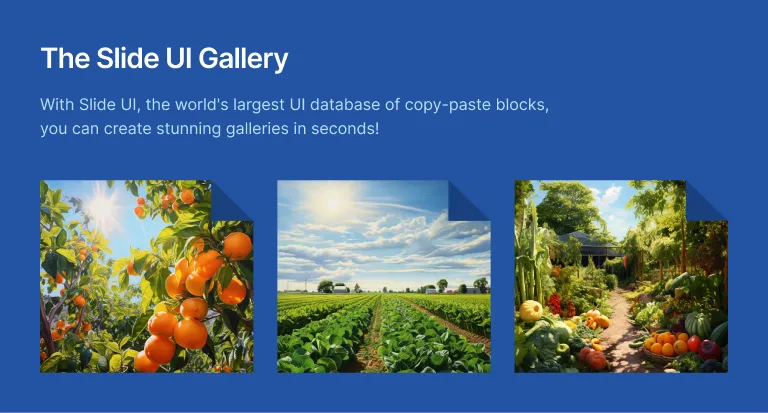 The Slide UI Gallery
With Slide UI, the world's largest UI database of copy-paste blocks,
you can create stunning galleries in seconds!